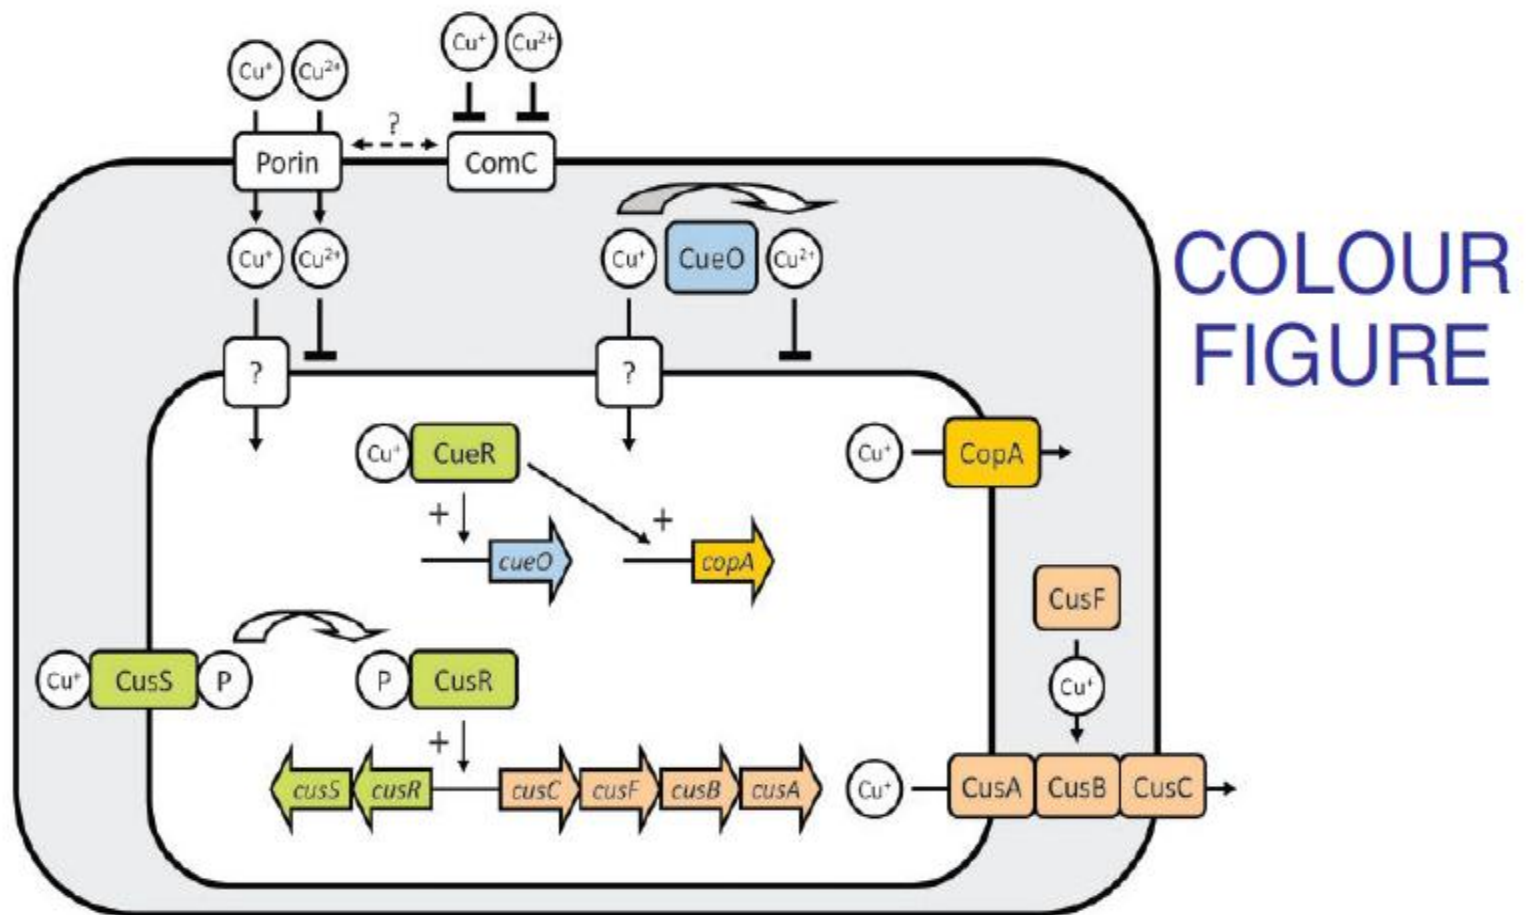 Cu⁺ Cu²⁺
Cu⁺ Cu²⁺
?
Porin
ComC
Cu⁺ Cu²⁺
Cu⁺ CueO Cu²⁺
COLOUR
FIGURE
?
?
Cu⁺ CueR
Cu⁺ CopA
+
+
cueO
copA
CusF
Cu⁺ CusS P
P CusR
Cu⁺
+
cusS cusR cusC cusF cusB cusA
Cu⁺ CusA CusB CusC